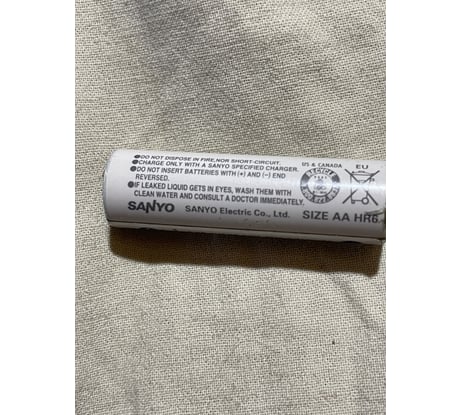 ●DO NOT DISPOSE IN FIRE,NOR SHORT-CIRCUIT.
●CHARGE ONLY WITH A SANYO SPECIFIED CHARGER.
●DO NOT INSERT BATTERIES WITH (+) AND (−) END
REVERSED.
●IF LEAKED LIQUID GETS IN EYES, WASH THEM WITH
CLEAN WATER AND CONSULT A DOCTOR IMMEDIATELY.
SANYO SANYO Electric Co., Ltd.
US & CANADA EU
RECYCLE
SIZE AA HR6